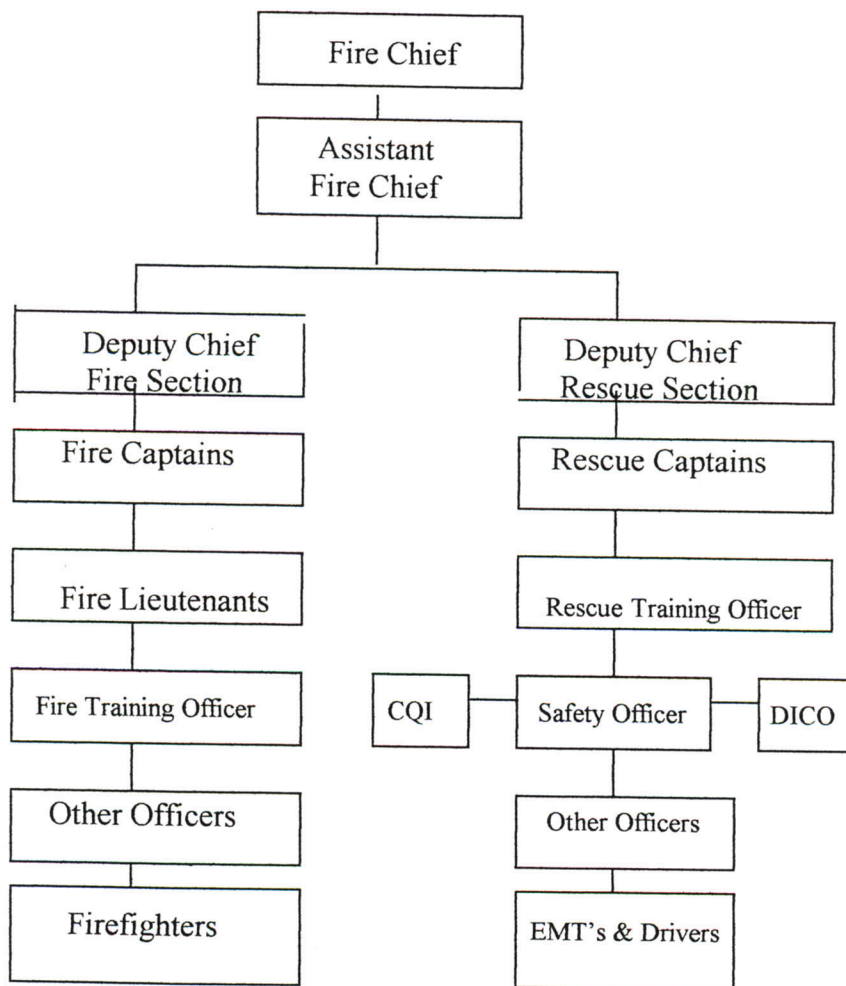 Fire Chief
Assistant
Fire Chief
Deputy Chief
Fire Section
Deputy Chief
Rescue Section
Fire Captains
Rescue Captains
Fire Lieutenants
Rescue Training Officer
Fire Training Officer
CQI
Safety Officer
DICO
Other Officers
Other Officers
Firefighters
EMT's & Drivers